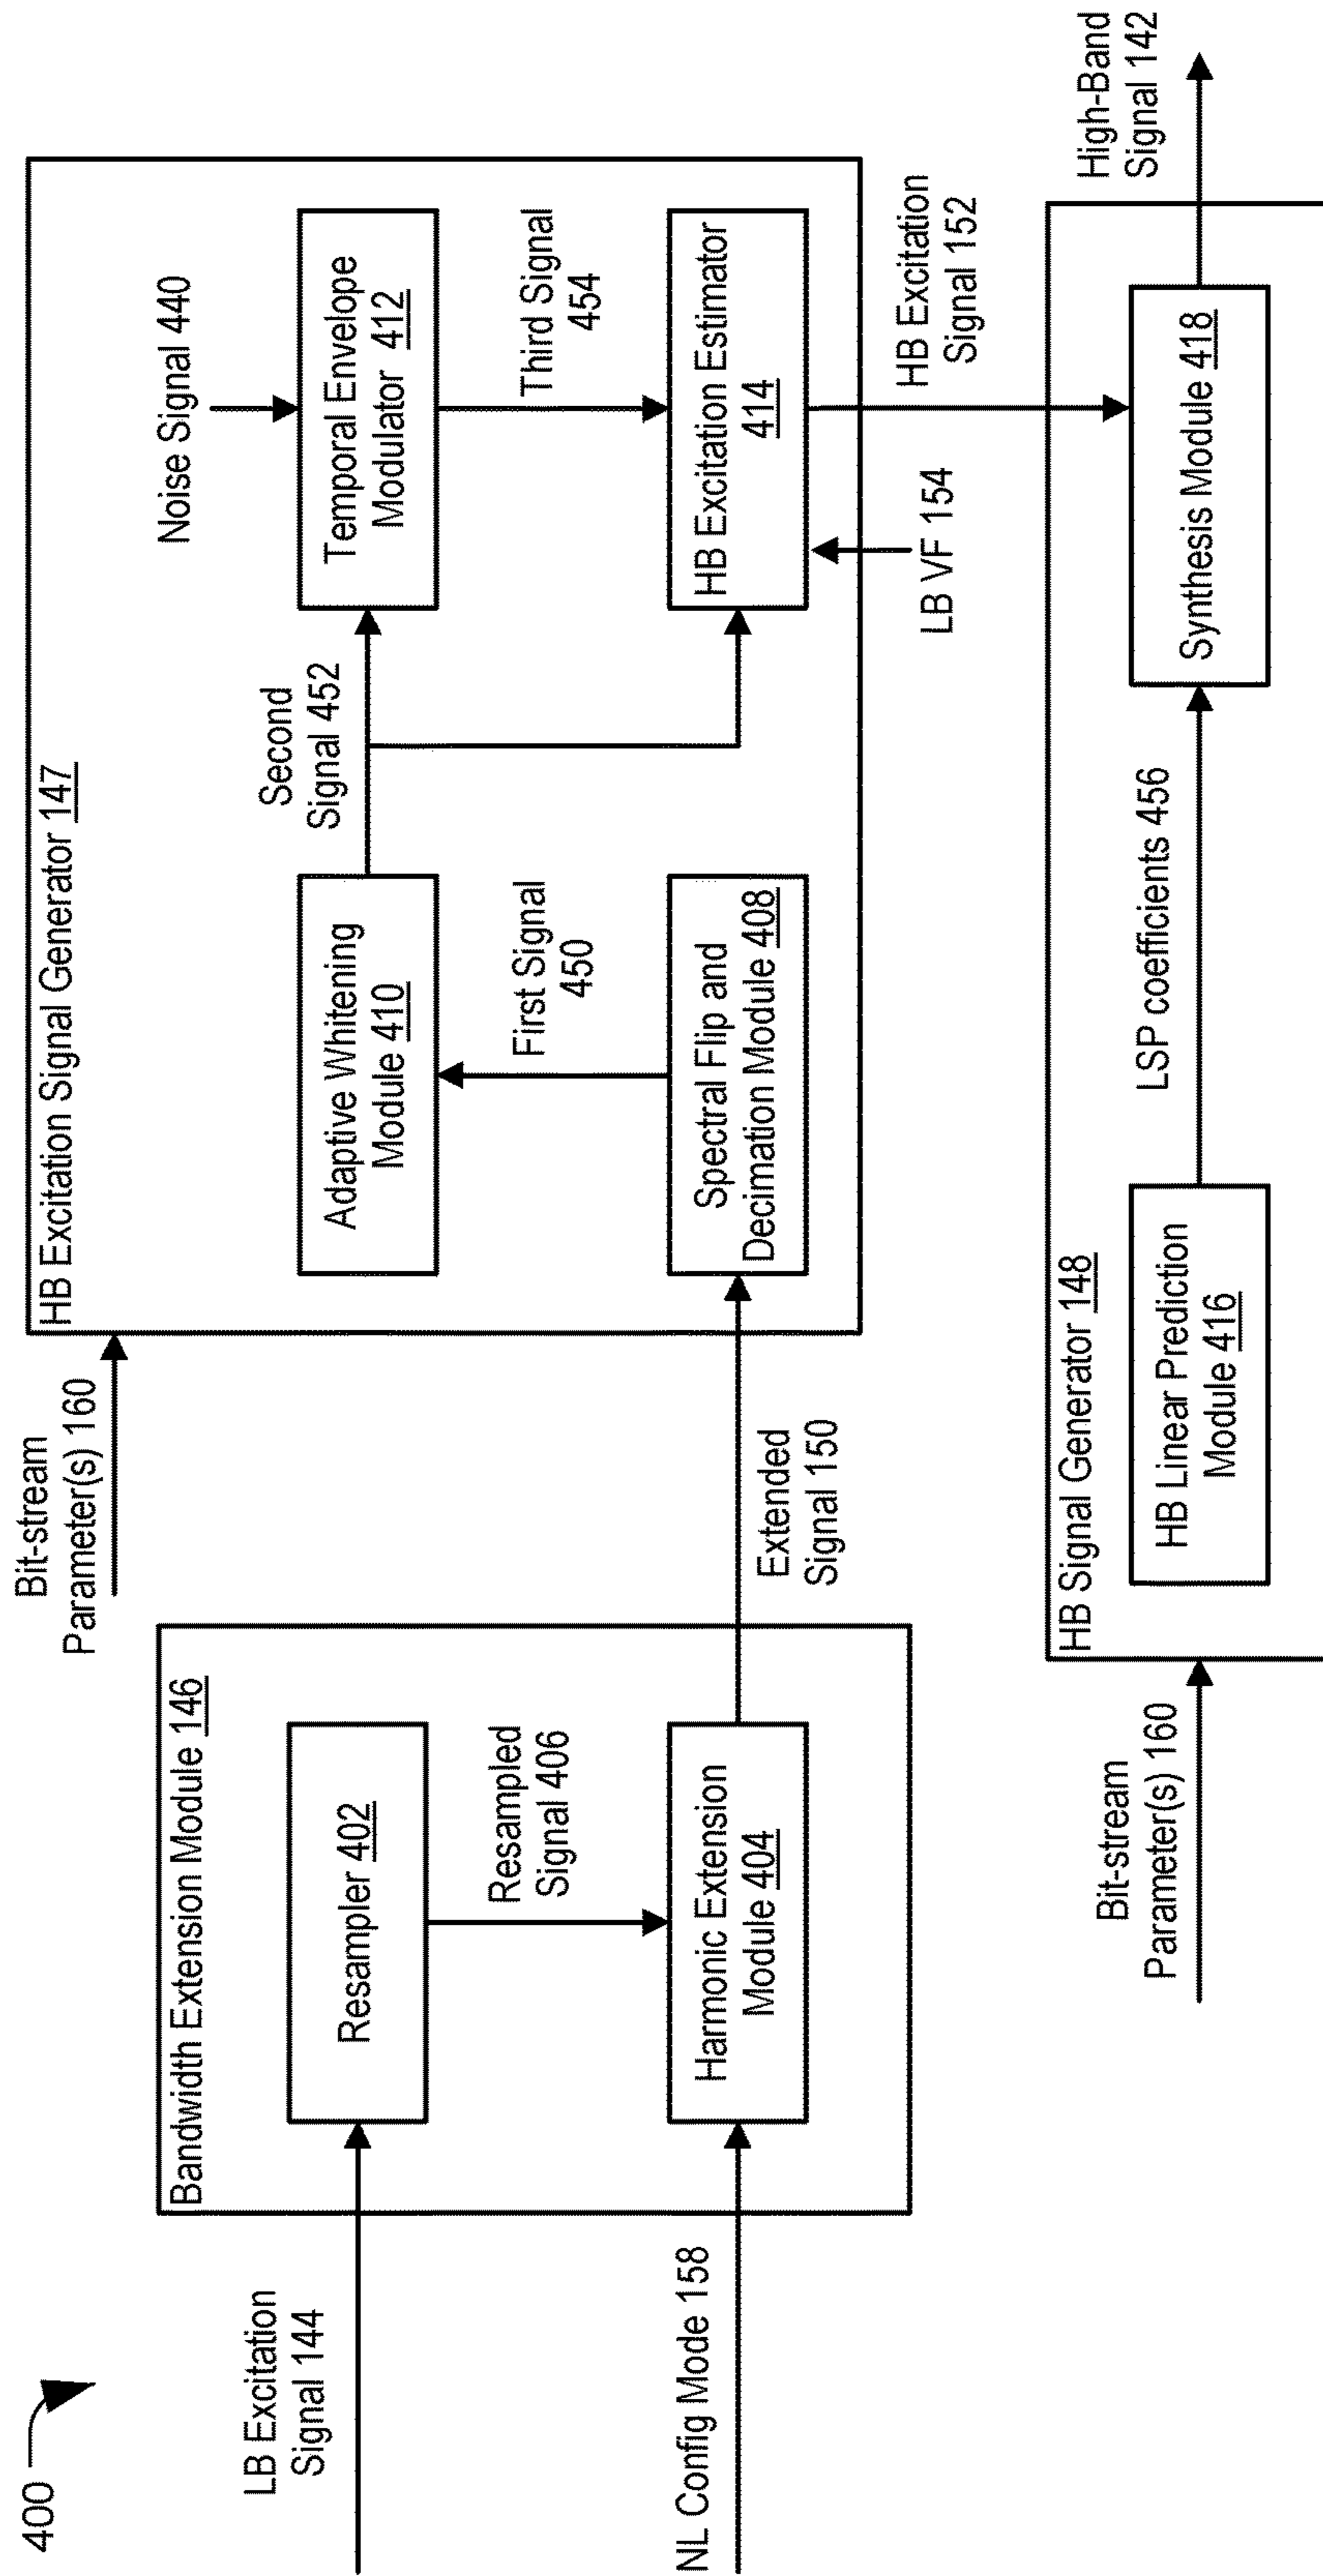 400
LB Excitation
Signal 144
NL Config Mode 158
Bandwidth Extension Module 146
Resampler 402
Resampled
Signal 406
Harmonic Extension
Module 404
Extended
Signal 150
Bit-stream
Parameter(s) 160
HB Excitation Signal Generator 147
Adaptive Whitening
Module 410
First Signal
450
Spectral Flip and
Decimation Module 408
Second
Signal 452
Noise Signal 440
Temporal Envelope
Modulator 412
Third Signal
454
HB Excitation Estimator
414
LB VF 154
HB Excitation
Signal 152
Bit-stream
Parameter(s) 160
HB Signal Generator 148
HB Linear Prediction
Module 416
LSP coefficients 456
Synthesis Module 418
High-Band
Signal 142